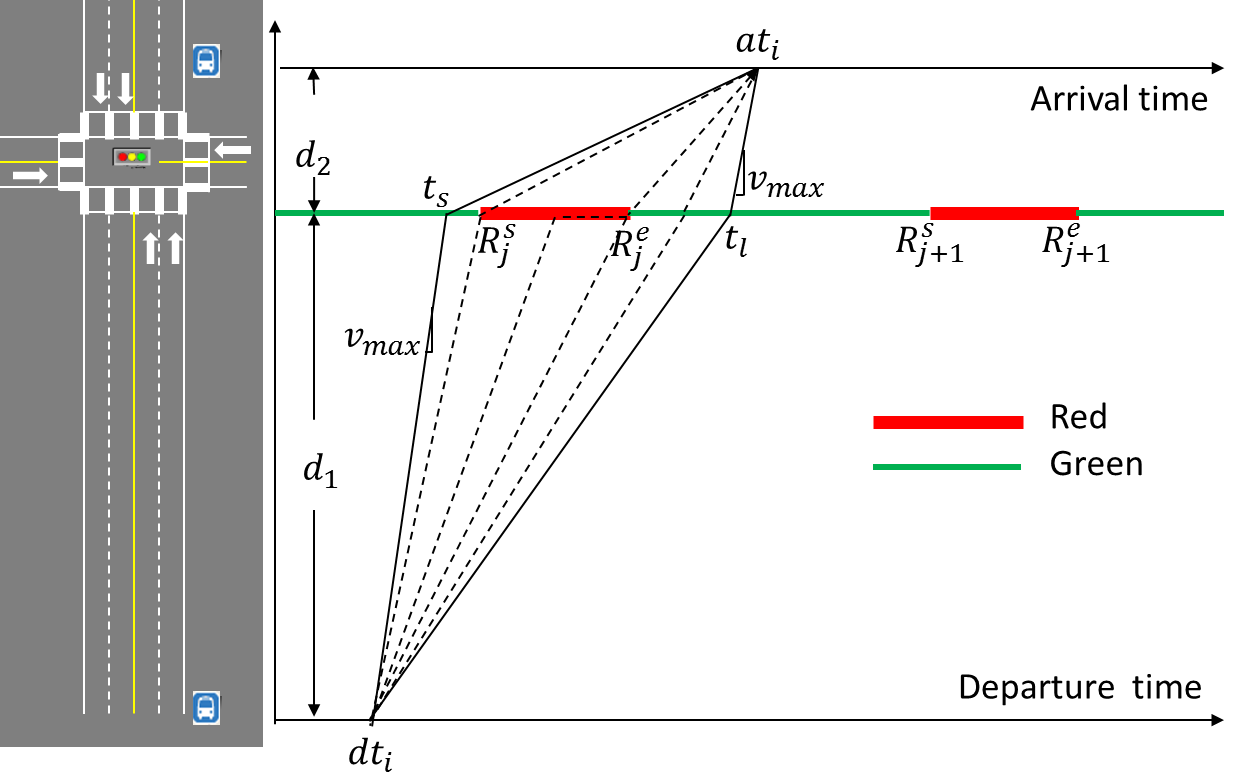 at_i
Arrival time
d_2
t_s
v_max
R_j^s
R_j^e
t_l
R_{j+1}^s
R_{j+1}^e
v_max
Red
Green
d_1
Departure time
dt_i